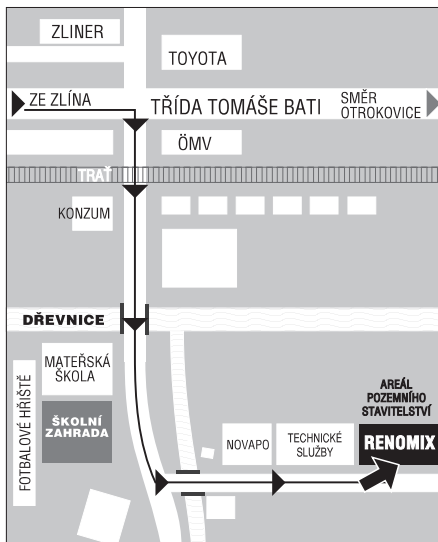 ZLINER
TOYOTA
ZE ZLÍNA
TŘÍDA TOMÁŠE BATI
SMĚR
OTROKOVICE
ÖMV
TRAŤ
KONZUM
DŘEVNICE
MATEŘSKÁ
ŠKOLA
FOTBALOVÉ HŘIŠTĚ
ŠKOLNÍ
ZAHRADA
NOVAPO
TECHNICKÉ
SLUŽBY
AREÁL
POZEMNÍHO
STAVITELSTVÍ
RENOMIX